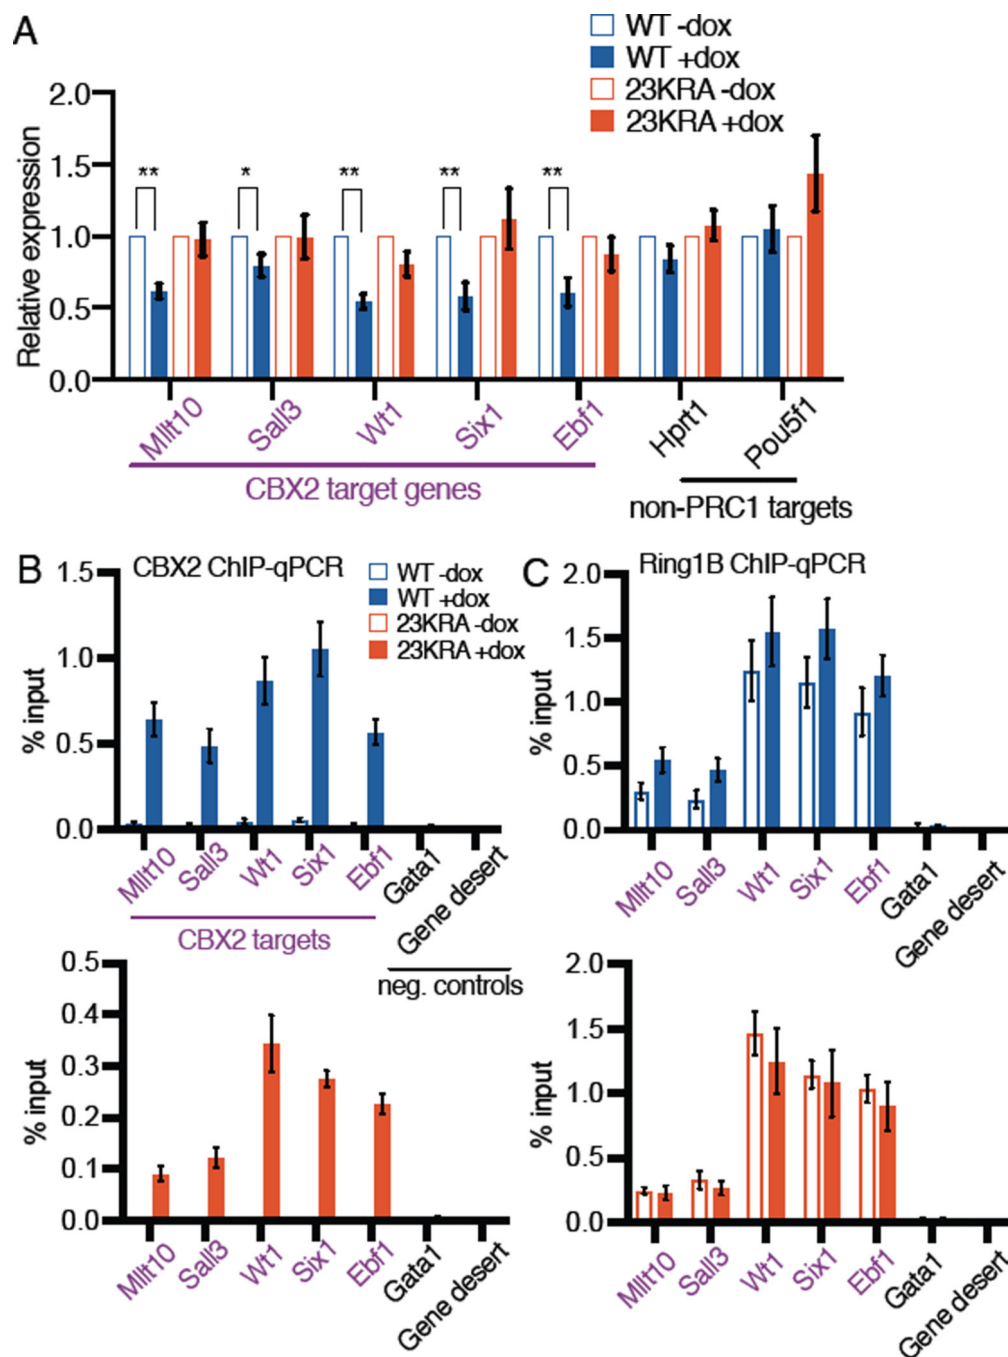 A
WT -dox
WT +dox
23KRA -dox
23KRA +dox
Relative expression
2.0
1.5
1.0
0.5
0.0
** * ** ** **
Mllt10 Sall3 Wt1 Six1 Ebf1 Hprt1 Pou5f1
CBX2 target genes
non-PRC1 targets
B
CBX2 ChIP-qPCR
WT -dox
WT +dox
23KRA -dox
23KRA +dox
% input
1.5
1.0
0.5
0.0
Mllt10 Sall3 Wt1 Six1 Ebf1 Gata1 Gene desert
CBX2 targets
neg. controls
% input
0.5
0.4
0.3
0.2
0.1
0.0
Mllt10 Sall3 Wt1 Six1 Ebf1 Gata1 Gene desert
C
Ring1B ChIP-qPCR
% input
2.0
1.5
1.0
0.5
0.0
Mllt10 Sall3 Wt1 Six1 Ebf1 Gata1 Gene desert
% input
2.0
1.5
1.0
0.5
0.0
Mllt10 Sall3 Wt1 Six1 Ebf1 Gata1 Gene desert